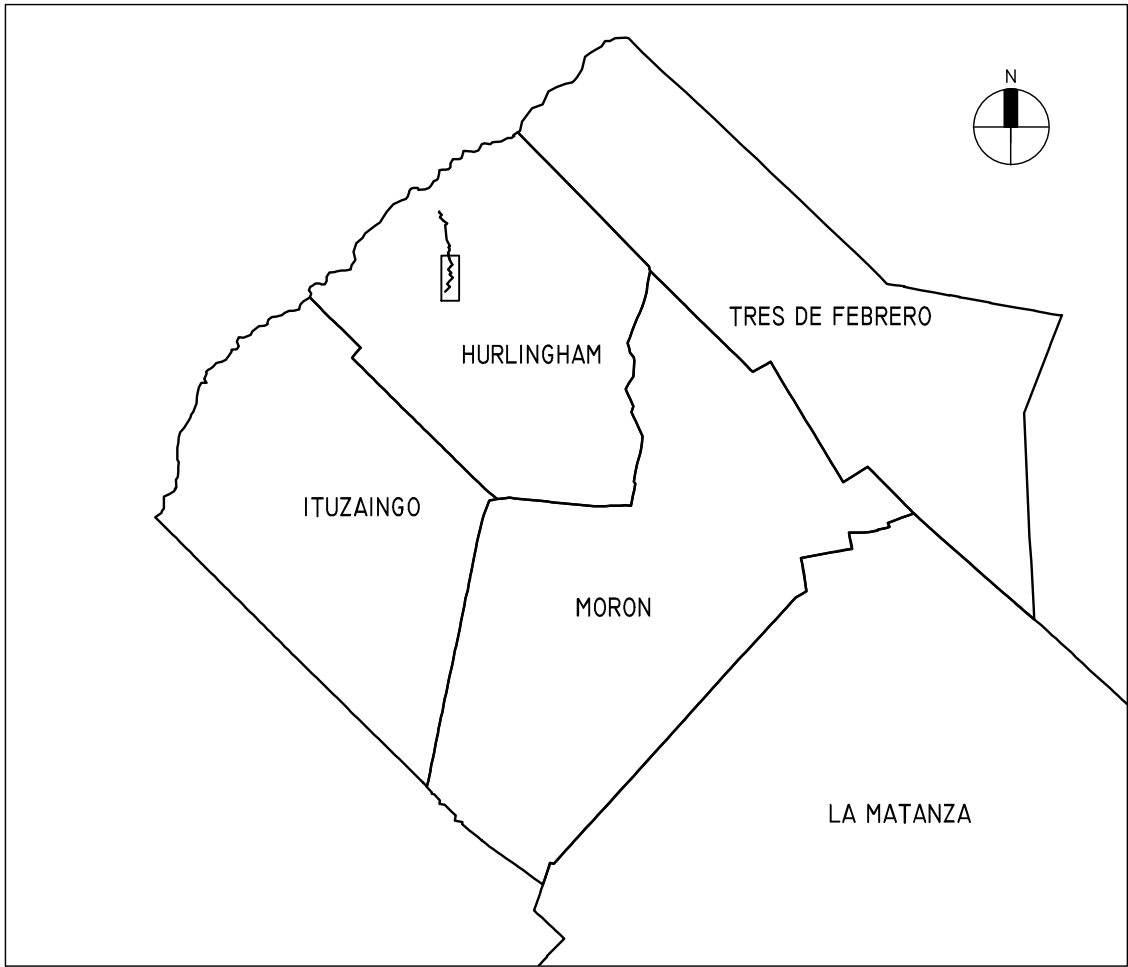 N
TRES DE FEBRERO
HURLINGHAM
ITUZAINGO
MORON
LA MATANZA